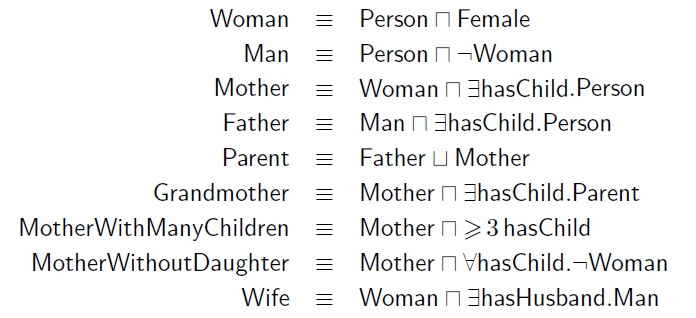 Woman ≡ Person ⊓ Female
Man ≡ Person ⊓ ¬Woman
Mother ≡ Woman ⊓ ∃hasChild.Person
Father ≡ Man ⊓ ∃hasChild.Person
Parent ≡ Father ⊔ Mother
Grandmother ≡ Mother ⊓ ∃hasChild.Parent
MotherWithManyChildren ≡ Mother ⊓ ⩾ 3 hasChild
MotherWithoutDaughter ≡ Mother ⊓ ∀hasChild.¬Woman
Wife ≡ Woman ⊓ ∃hasHusband.Man